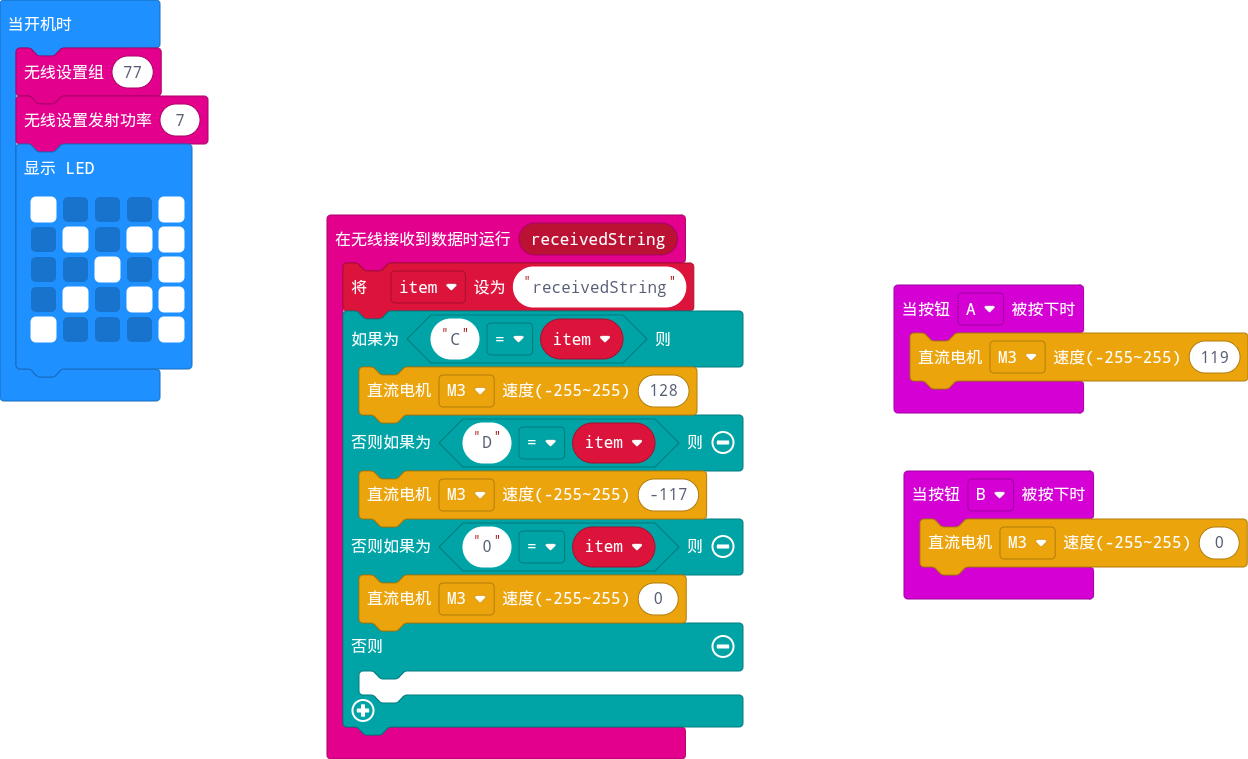 当开机时
无线设置组 77
无线设置发射功率 7
显示 LED
在无线接收到数据时运行 receivedString
将 item 设为 "receivedString"
如果为 "C" = item 则
直流电机 M3 速度(-255~255) 128
否则如果为 "D" = item 则
直流电机 M3 速度(-255~255) -117
否则如果为 "0" = item 则
直流电机 M3 速度(-255~255) 0
否则
当按钮 A 被按下时
直流电机 M3 速度(-255~255) 119
当按钮 B 被按下时
直流电机 M3 速度(-255~255) 0